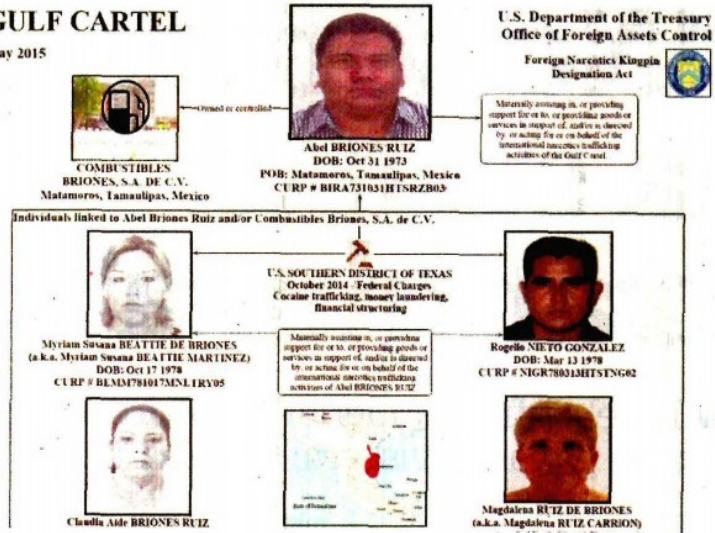 GULF CARTEL
ay 2015
U.S. Department of the Treasury
Office of Foreign Assets Control
Foreign Narcotics Kingpin
Designation Act
Owned or controlled
Materially assisting in, or providing
support for or to, or providing goods or
services in support of, and/or is directed
by, or acting for or on behalf of the
international narcotics trafficking
activities of the Gulf Cartel
COMBUSTIBLES
BRIONES, S.A. DE C.V.
Matamoros, Tamaulipas, Mexico
Abel BRIONES RUIZ
DOB: Oct 31 1973
POB: Matamoros, Tamaulipas, Mexico
CURP # BIRA731031HTSRZB03
Individuals linked to Abel Briones Ruiz and/or Combustibles Briones, S.A. de C.V.
U.S. SOUTHERN DISTRICT OF TEXAS
October 2014 - Federal Charges
Cocaine trafficking, money laundering,
financial structuring
Myriam Susana BEATTIE DE BRIONES
(a.k.a. Myriam Susana BEATTIE MARTINEZ)
DOB: Oct 17 1978
CURP # BEMM781017MNLTRY05
Materially assisting in, or providing
support for or to, or providing goods or
services in support of, and/or is directed
by, or acting for or on behalf of the
international narcotics trafficking
activities of Abel BRIONES RUIZ
Rogelio NIETO GONZALEZ
DOB: Mar 13 1978
CURP # NIGR780313HTSTNG02
Claudia Aide BRIONES RUIZ
Magdalena RUIZ DE BRIONES
(a.k.a. Magdalena RUIZ CARRION)